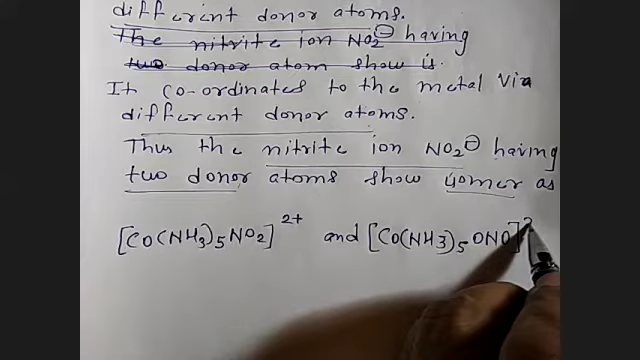 different donor atoms.
The nitrite ion NO2⊖ having
two donor atom show is.
It co-ordinates to the metal via
different donor atoms.
Thus the nitrite ion NO2⊖ having
two donor atoms show isomer as
[CO(NH3)5NO2]2+ and [CO(NH3)5ONO]2